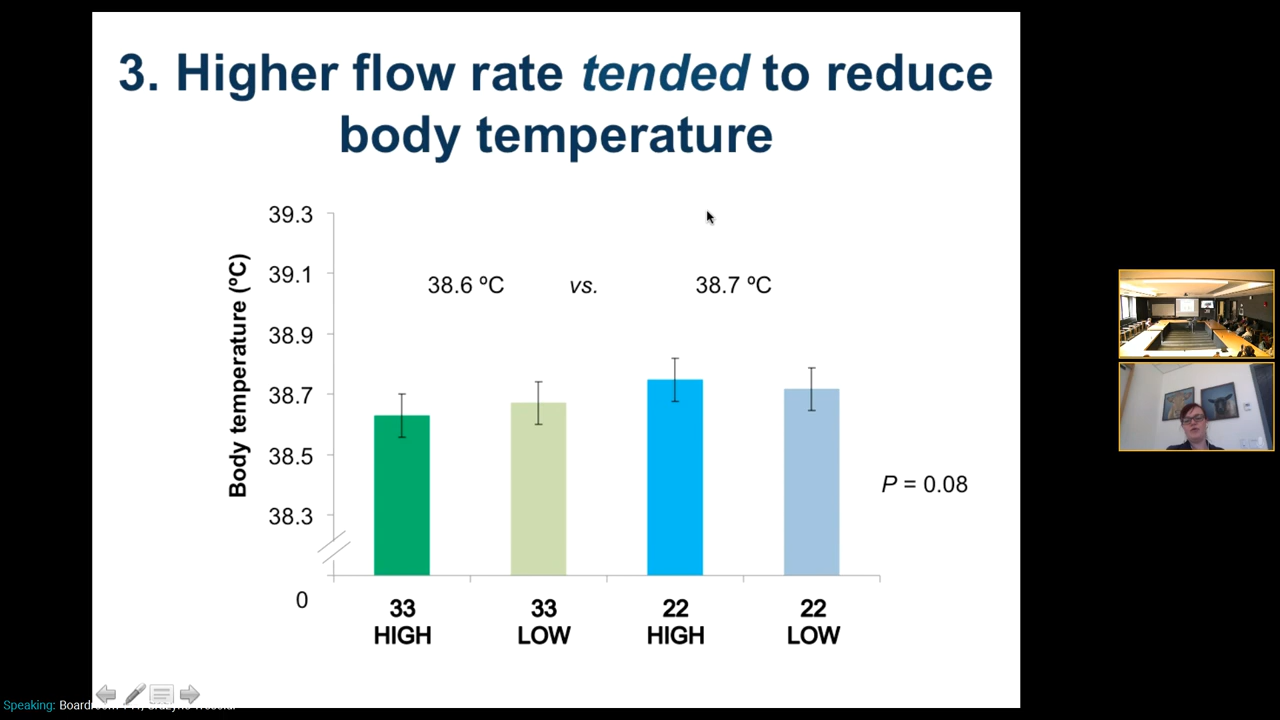 3. Higher flow rate tended to reduce
body temperature
39.3
39.1
38.9
38.7
38.5
38.3
0
Body temperature (ºC)
38.6 ºC vs. 38.7 ºC
P = 0.08
33 HIGH
33 LOW
22 HIGH
22 LOW
Speaking: